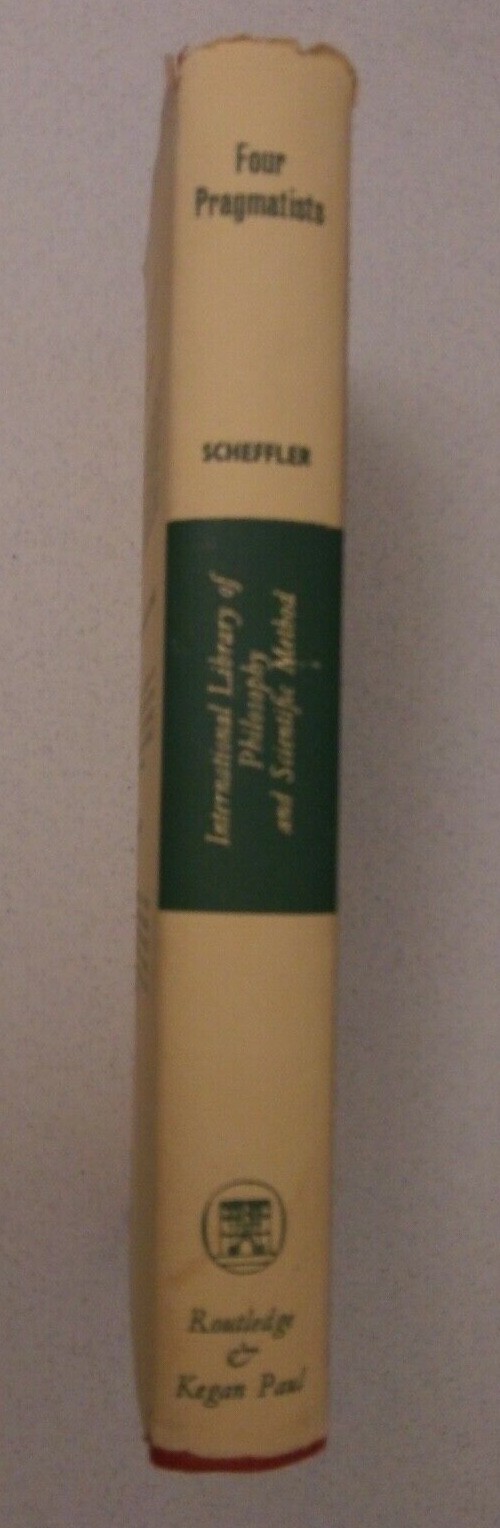 Four
Pragmatists
SCHEFFLER
International Library of
Philosophy
and Scientific Method
Routledge
&
Kegan Paul